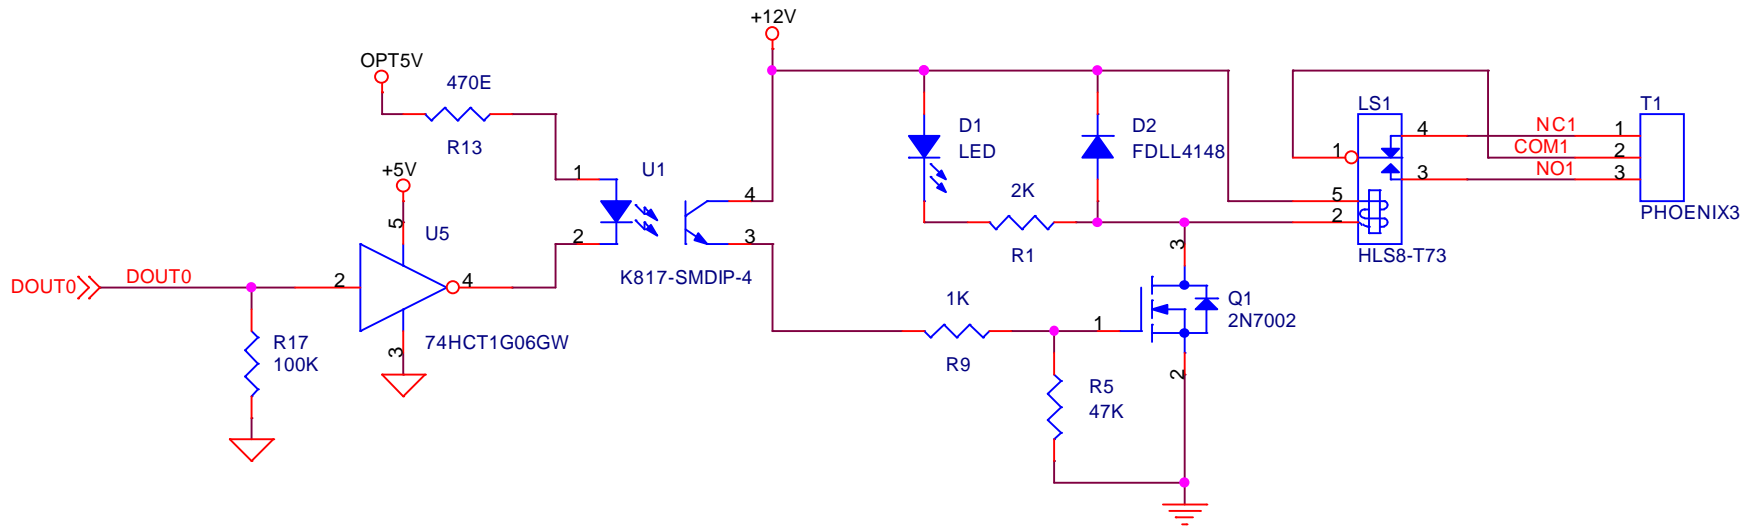 +12V
OPT5V
470E
R13
+5V
5
U5
DOUT0
DOUT0
2
4
74HCT1G06GW
3
R17
100K
1
2
U1
4
3
K817-SMDIP-4
D1
LED
D2
FDLL4148
2K
R1
1K
R9
R5
47K
3
1
Q1
2N7002
2
LS1
1
4
3
5
2
HLS8-T73
NC1
COM1
NO1
T1
1
2
3
PHOENIX3